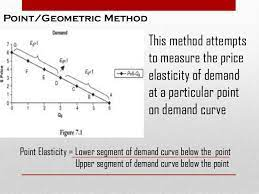 Point/Geometric Method
Demand
This method attempts
to measure the price
elasticity of demand
at a particular point
on demand curve
Figure 7.1
Point Elasticity = Lower segment of demand curve below the point
Upper segment of demand curve below the point